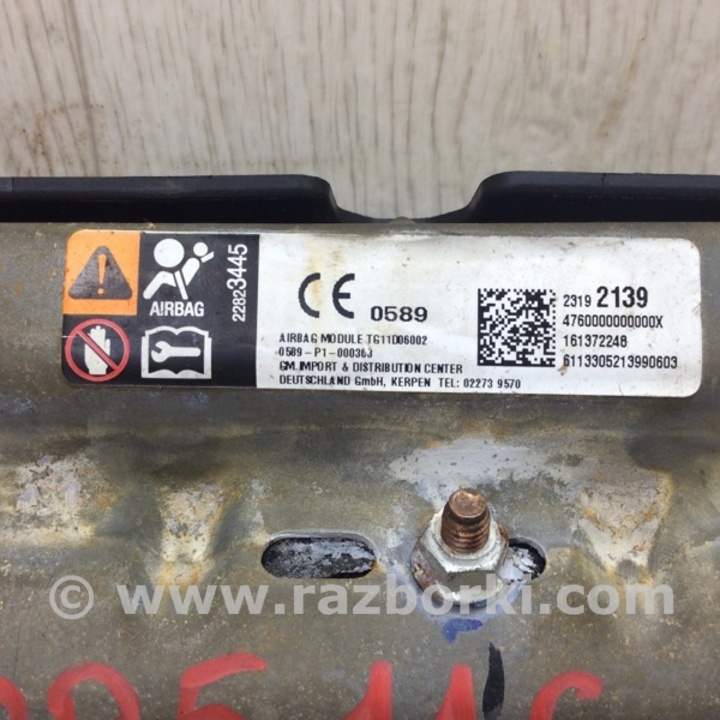 AIRBAG
22823445
CE 0589
AIRBAG MODULE TG11D06002
0589-P1-000363
GM.IMPORT & DISTRIBUTION CENTER
DEUTSCHLAND GmbH, KERPEN TEL: 02273 9570
2319 2139
4760000000000X
161372248
6113305213990603
© www.razborki.com